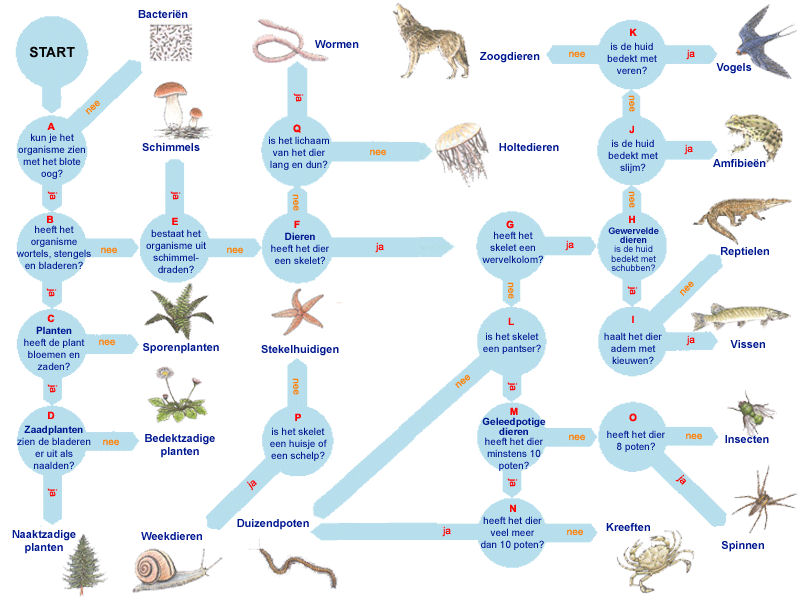 START
Bacteriën
nee
A
kun je het
organisme zien
met het blote
oog?
ja
Schimmels
ja
B
heeft het
organisme
wortels, stengels
en bladeren?
nee
E
bestaat het
organisme uit
schimmel-
draden?
nee
ja
C
Planten
heeft de plant
bloemen en
zaden?
nee
Sporenplanten
ja
D
Zaadplanten
zien de bladeren
er uit als
naalden?
nee
Bedektzadige
planten
ja
Naaktzadige
planten
Wormen
ja
Q
is het lichaam
van het dier
lang en dun?
nee
Holtedieren
nee
F
Dieren
heeft het dier
een skelet?
ja
G
heeft het
skelet een
wervelkolom?
ja
H
Gewervelde
dieren
is de huid
bedekt met
schubben?
nee
J
is de huid
bedekt met
slijm?
ja
Amfibieën
nee
K
is de huid
bedekt met
veren?
nee
Zoogdieren
ja
Vogels
ja
I
haalt het dier
adem met
kieuwen?
nee
Reptielen
ja
Vissen
nee
L
is het skelet
een pantser?
nee
ja
M
Geleedpotige
dieren
heeft het dier
minstens 10
poten?
nee
O
heeft het dier
8 poten?
nee
Insecten
ja
Spinnen
ja
N
heeft het dier
veel meer
dan 10 poten?
nee
Kreeften
ja
Duizendpoten
Stekelhuidigen
nee
P
is het skelet
een huisje of
een schelp?
ja
Weekdieren